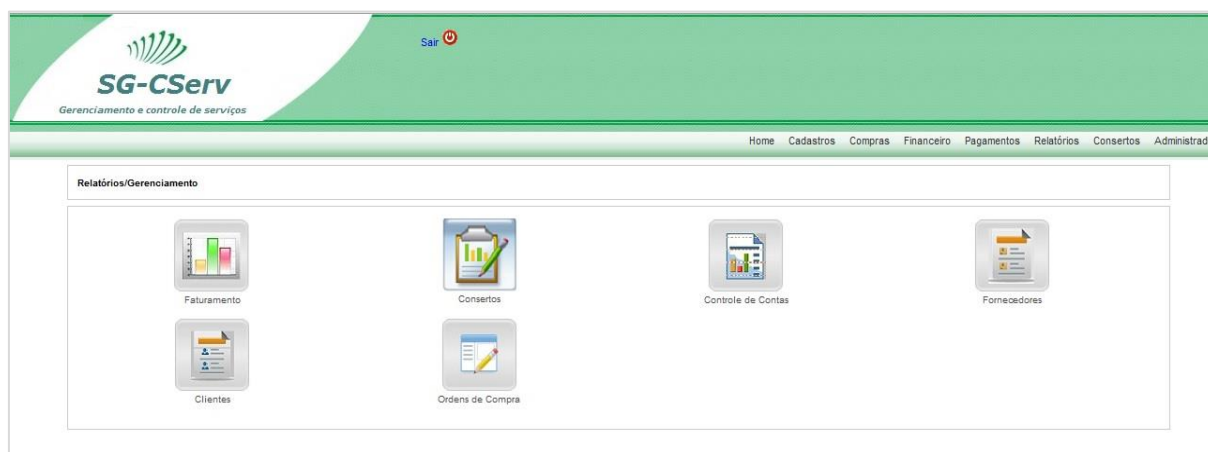 Sair
SG-CServ
Gerenciamento e controle de serviços
Home Cadastros Compras Financeiro Pagamentos Relatórios Consertos Administrad
Relatórios/Gerenciamento
Faturamento Consertos Controle de Contas Fornecedores
Clientes Ordens de Compra